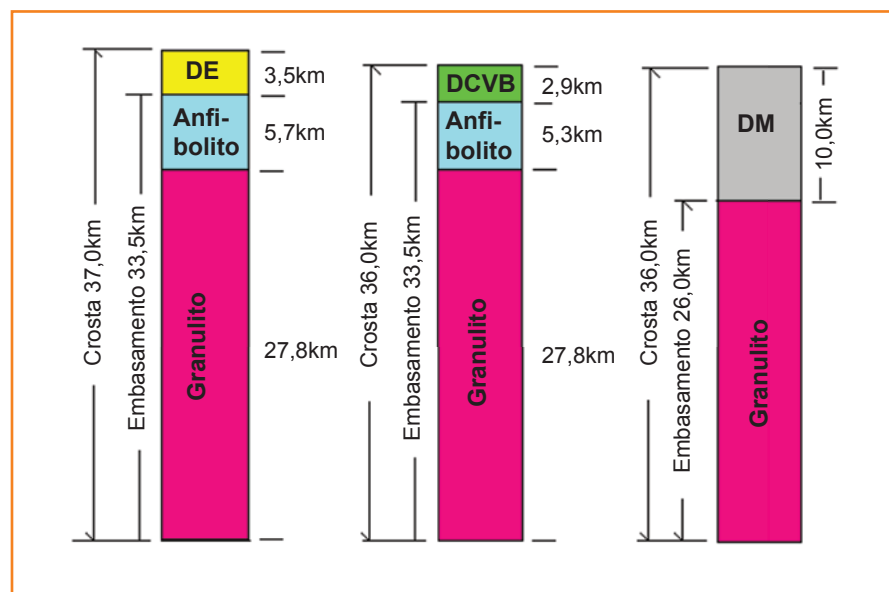 Crosta 37,0km
Embasamento 33,5km
DE
3,5km
Anfi-
bolito
5,7km
Granulito
27,8km
Crosta 36,0km
Embasamento 33,5km
DCVB
2,9km
Anfi-
bolito
5,3km
Granulito
27,8km
Crosta 36,0km
Embasamento 26,0km
DM
10,0km
Granulito